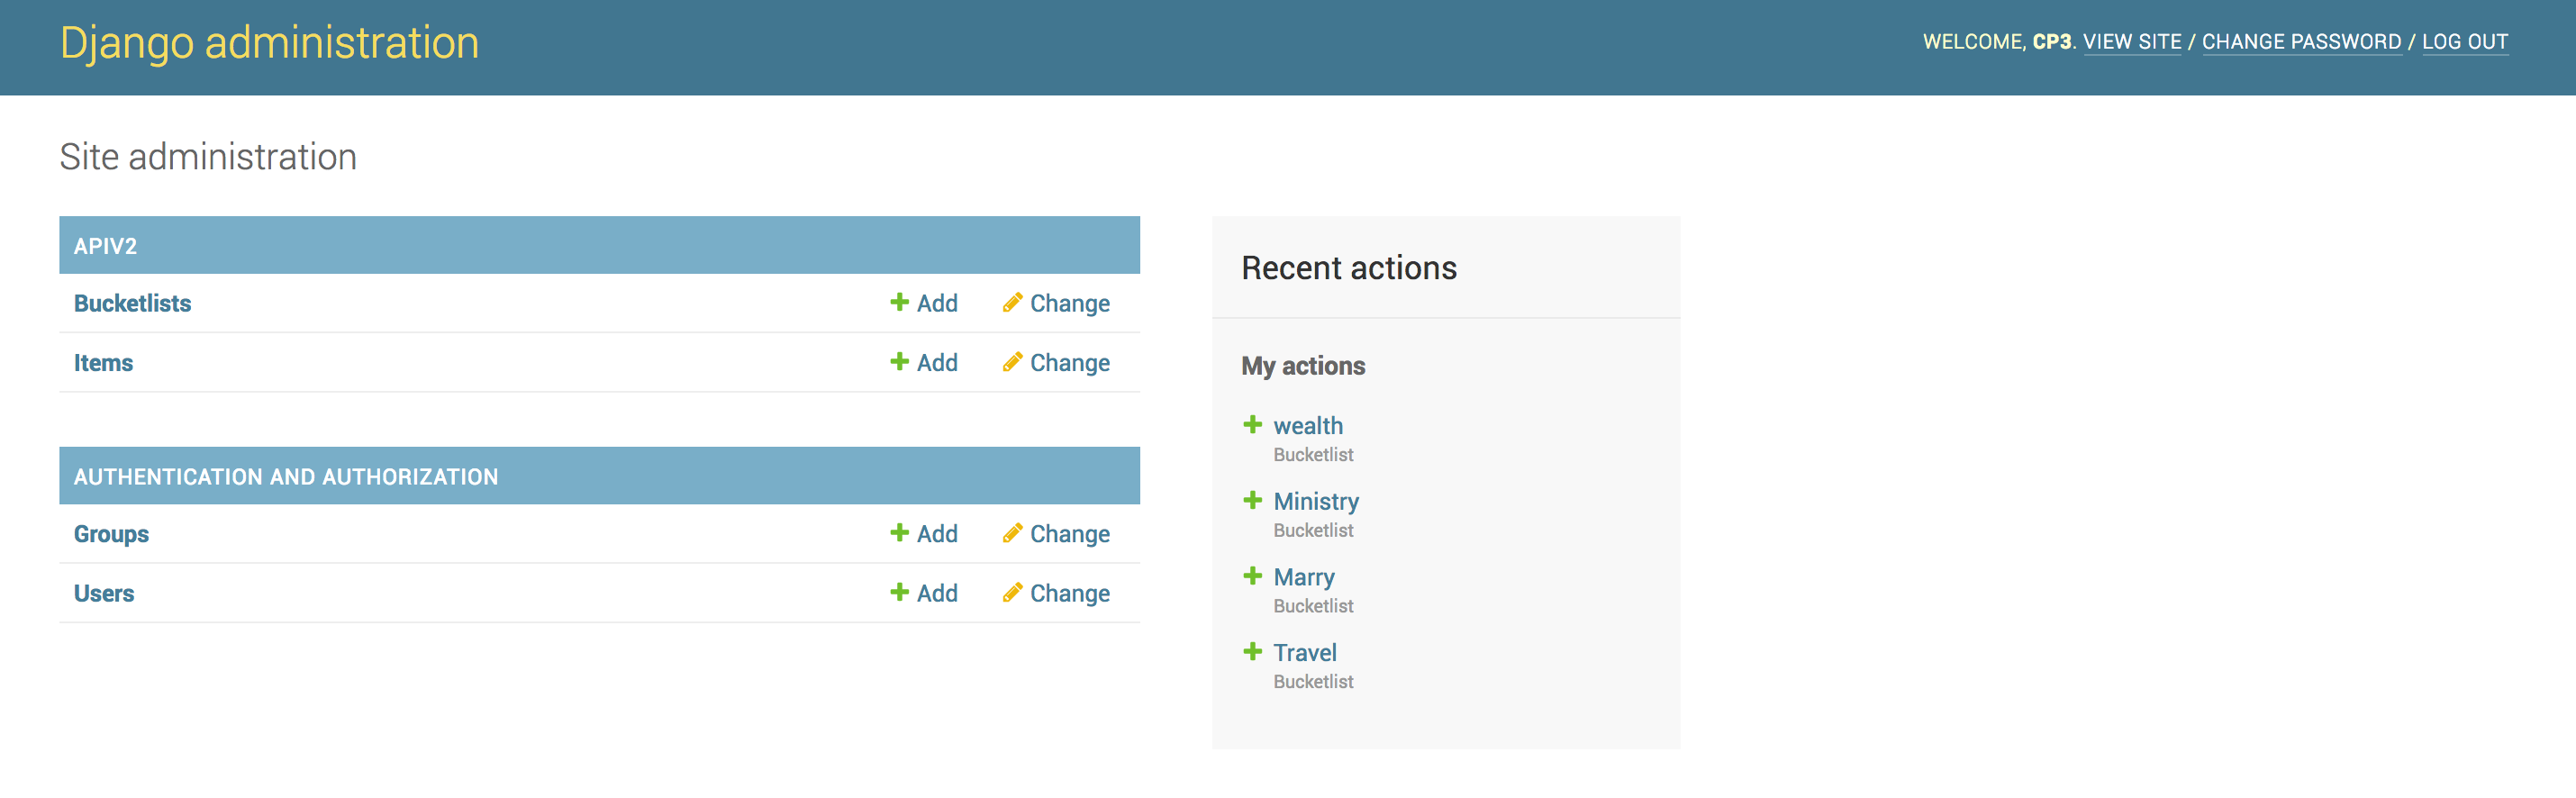 Django administration
WELCOME, CP3. VIEW SITE / CHANGE PASSWORD / LOG OUT
Site administration
APIV2
Bucketlists Add Change
Items Add Change
AUTHENTICATION AND AUTHORIZATION
Groups Add Change
Users Add Change
Recent actions
My actions
wealth
Bucketlist
Ministry
Bucketlist
Marry
Bucketlist
Travel
Bucketlist